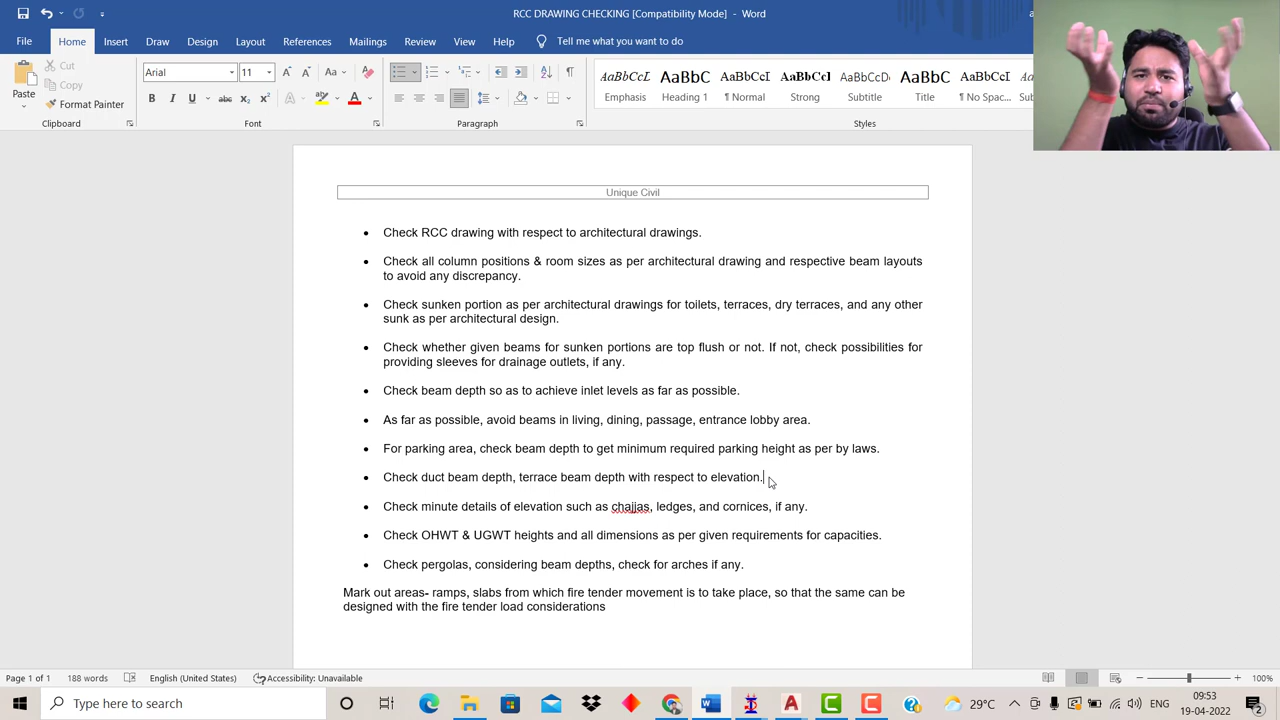 RCC DRAWING CHECKING [Compatibility Mode] - Word
File Home Insert Draw Design Layout References Mailings Review View Help Tell me what you want to do
Paste
Cut
Copy
Format Painter
Arial 11
AaBbCcL AaBbC AaBbCcI AaBbCcI AaBbCcD AaBbC AaBbCcI
Emphasis Heading 1 ¶ Normal Strong Subtitle Title ¶ No Spac...
Clipboard Font Paragraph Styles
Unique Civil
• Check RCC drawing with respect to architectural drawings.
• Check all column positions & room sizes as per architectural drawing and respective beam layouts
to avoid any discrepancy.
• Check sunken portion as per architectural drawings for toilets, terraces, dry terraces, and any other
sunk as per architectural design.
• Check whether given beams for sunken portions are top flush or not. If not, check possibilities for
providing sleeves for drainage outlets, if any.
• Check beam depth so as to achieve inlet levels as far as possible.
• As far as possible, avoid beams in living, dining, passage, entrance lobby area.
• For parking area, check beam depth to get minimum required parking height as per by laws.
• Check duct beam depth, terrace beam depth with respect to elevation.
• Check minute details of elevation such as chajjas, ledges, and cornices, if any.
• Check OHWT & UGWT heights and all dimensions as per given requirements for capacities.
• Check pergolas, considering beam depths, check for arches if any.
Mark out areas- ramps, slabs from which fire tender movement is to take place, so that the same can be
designed with the fire tender load considerations
Page 1 of 1 188 words English (United States) Accessibility: Unavailable 100%
Type here to search
29°C
ENG
09:53
19-04-2022
2